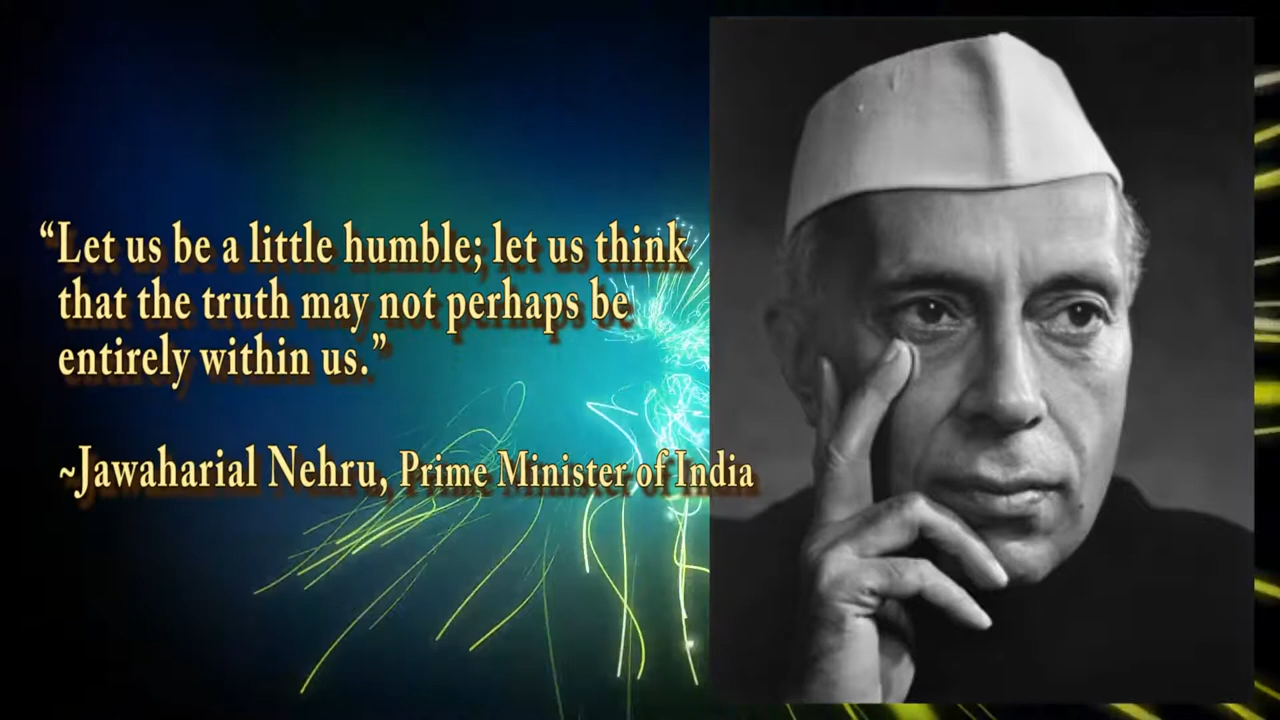 “Let us be a little humble; let us think
that the truth may not perhaps be
entirely within us.”
~Jawaharial Nehru, Prime Minister of India